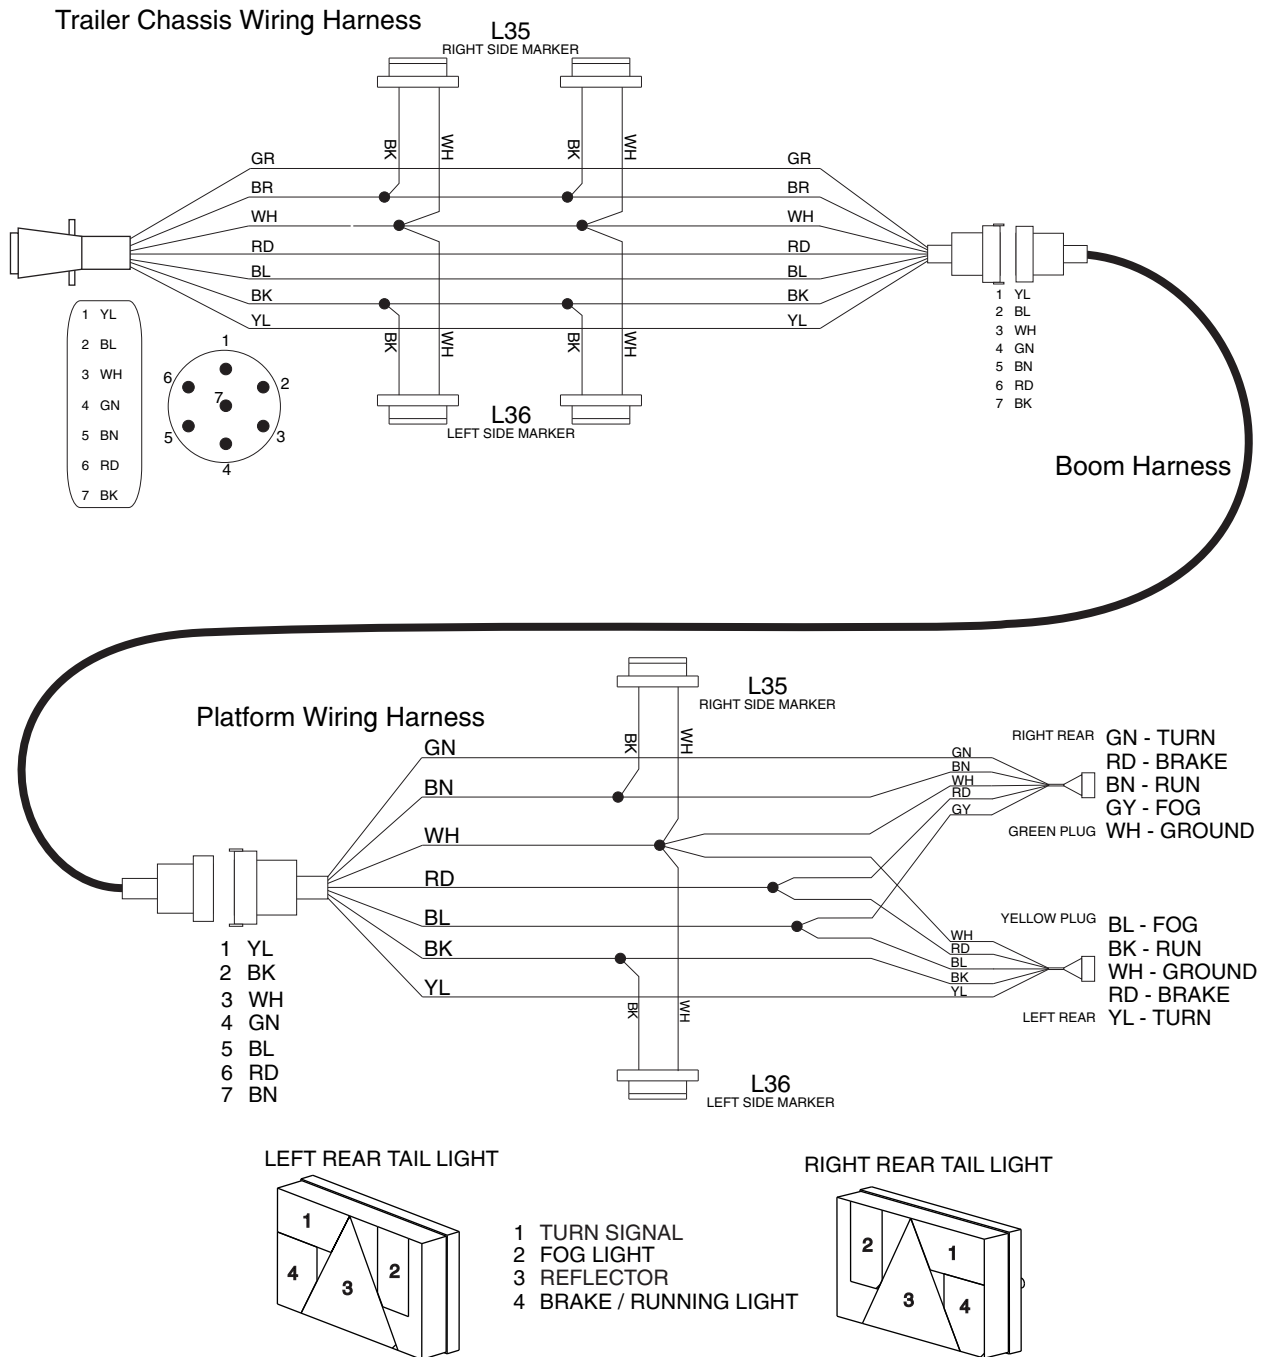 Trailer Chassis Wiring Harness
L35
RIGHT SIDE MARKER
BK
WH
BK
WH
GR
GR
BR
BR
WH
WH
RD
RD
BL
BL
BK
BK
YL
YL
BK
WH
BK
WH
L36
LEFT SIDE MARKER
1 YL
2 BL
3 WH
4 GN
5 BN
6 RD
7 BK
1
2
3
4
5
6
7
1 YL
2 BL
3 WH
4 GN
5 BN
6 RD
7 BK
Boom Harness
Platform Wiring Harness
L35
RIGHT SIDE MARKER
BK
WH
GN
BN
WH
RD
BL
BK
YL
GN
BN
WH
RD
GY
RIGHT REAR
GREEN PLUG
GN - TURN
RD - BRAKE
BN - RUN
GY - FOG
WH - GROUND
WH
RD
BL
BK
YL
YELLOW PLUG
LEFT REAR
BL - FOG
BK - RUN
WH - GROUND
RD - BRAKE
YL - TURN
BK
WH
L36
LEFT SIDE MARKER
1 YL
2 BK
3 WH
4 GN
5 BL
6 RD
7 BN
LEFT REAR TAIL LIGHT
1
4
3
2
1 TURN SIGNAL
2 FOG LIGHT
3 REFLECTOR
4 BRAKE / RUNNING LIGHT
RIGHT REAR TAIL LIGHT
2
1
3
4